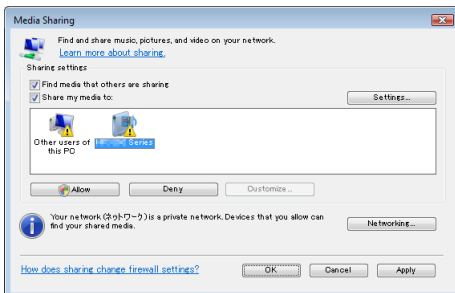 Media Sharing
Find and share music, pictures, and video on your network.
Learn more about sharing.
Sharing settings
Find media that others are sharing
Share my media to:
Settings...
Other users of
this PC
Series
Allow
Deny
Customize...
Your network (ネットワーク) is a private network. Devices that you allow can
find your shared media.
Networking...
How does sharing change firewall settings?
OK
Cancel
Apply